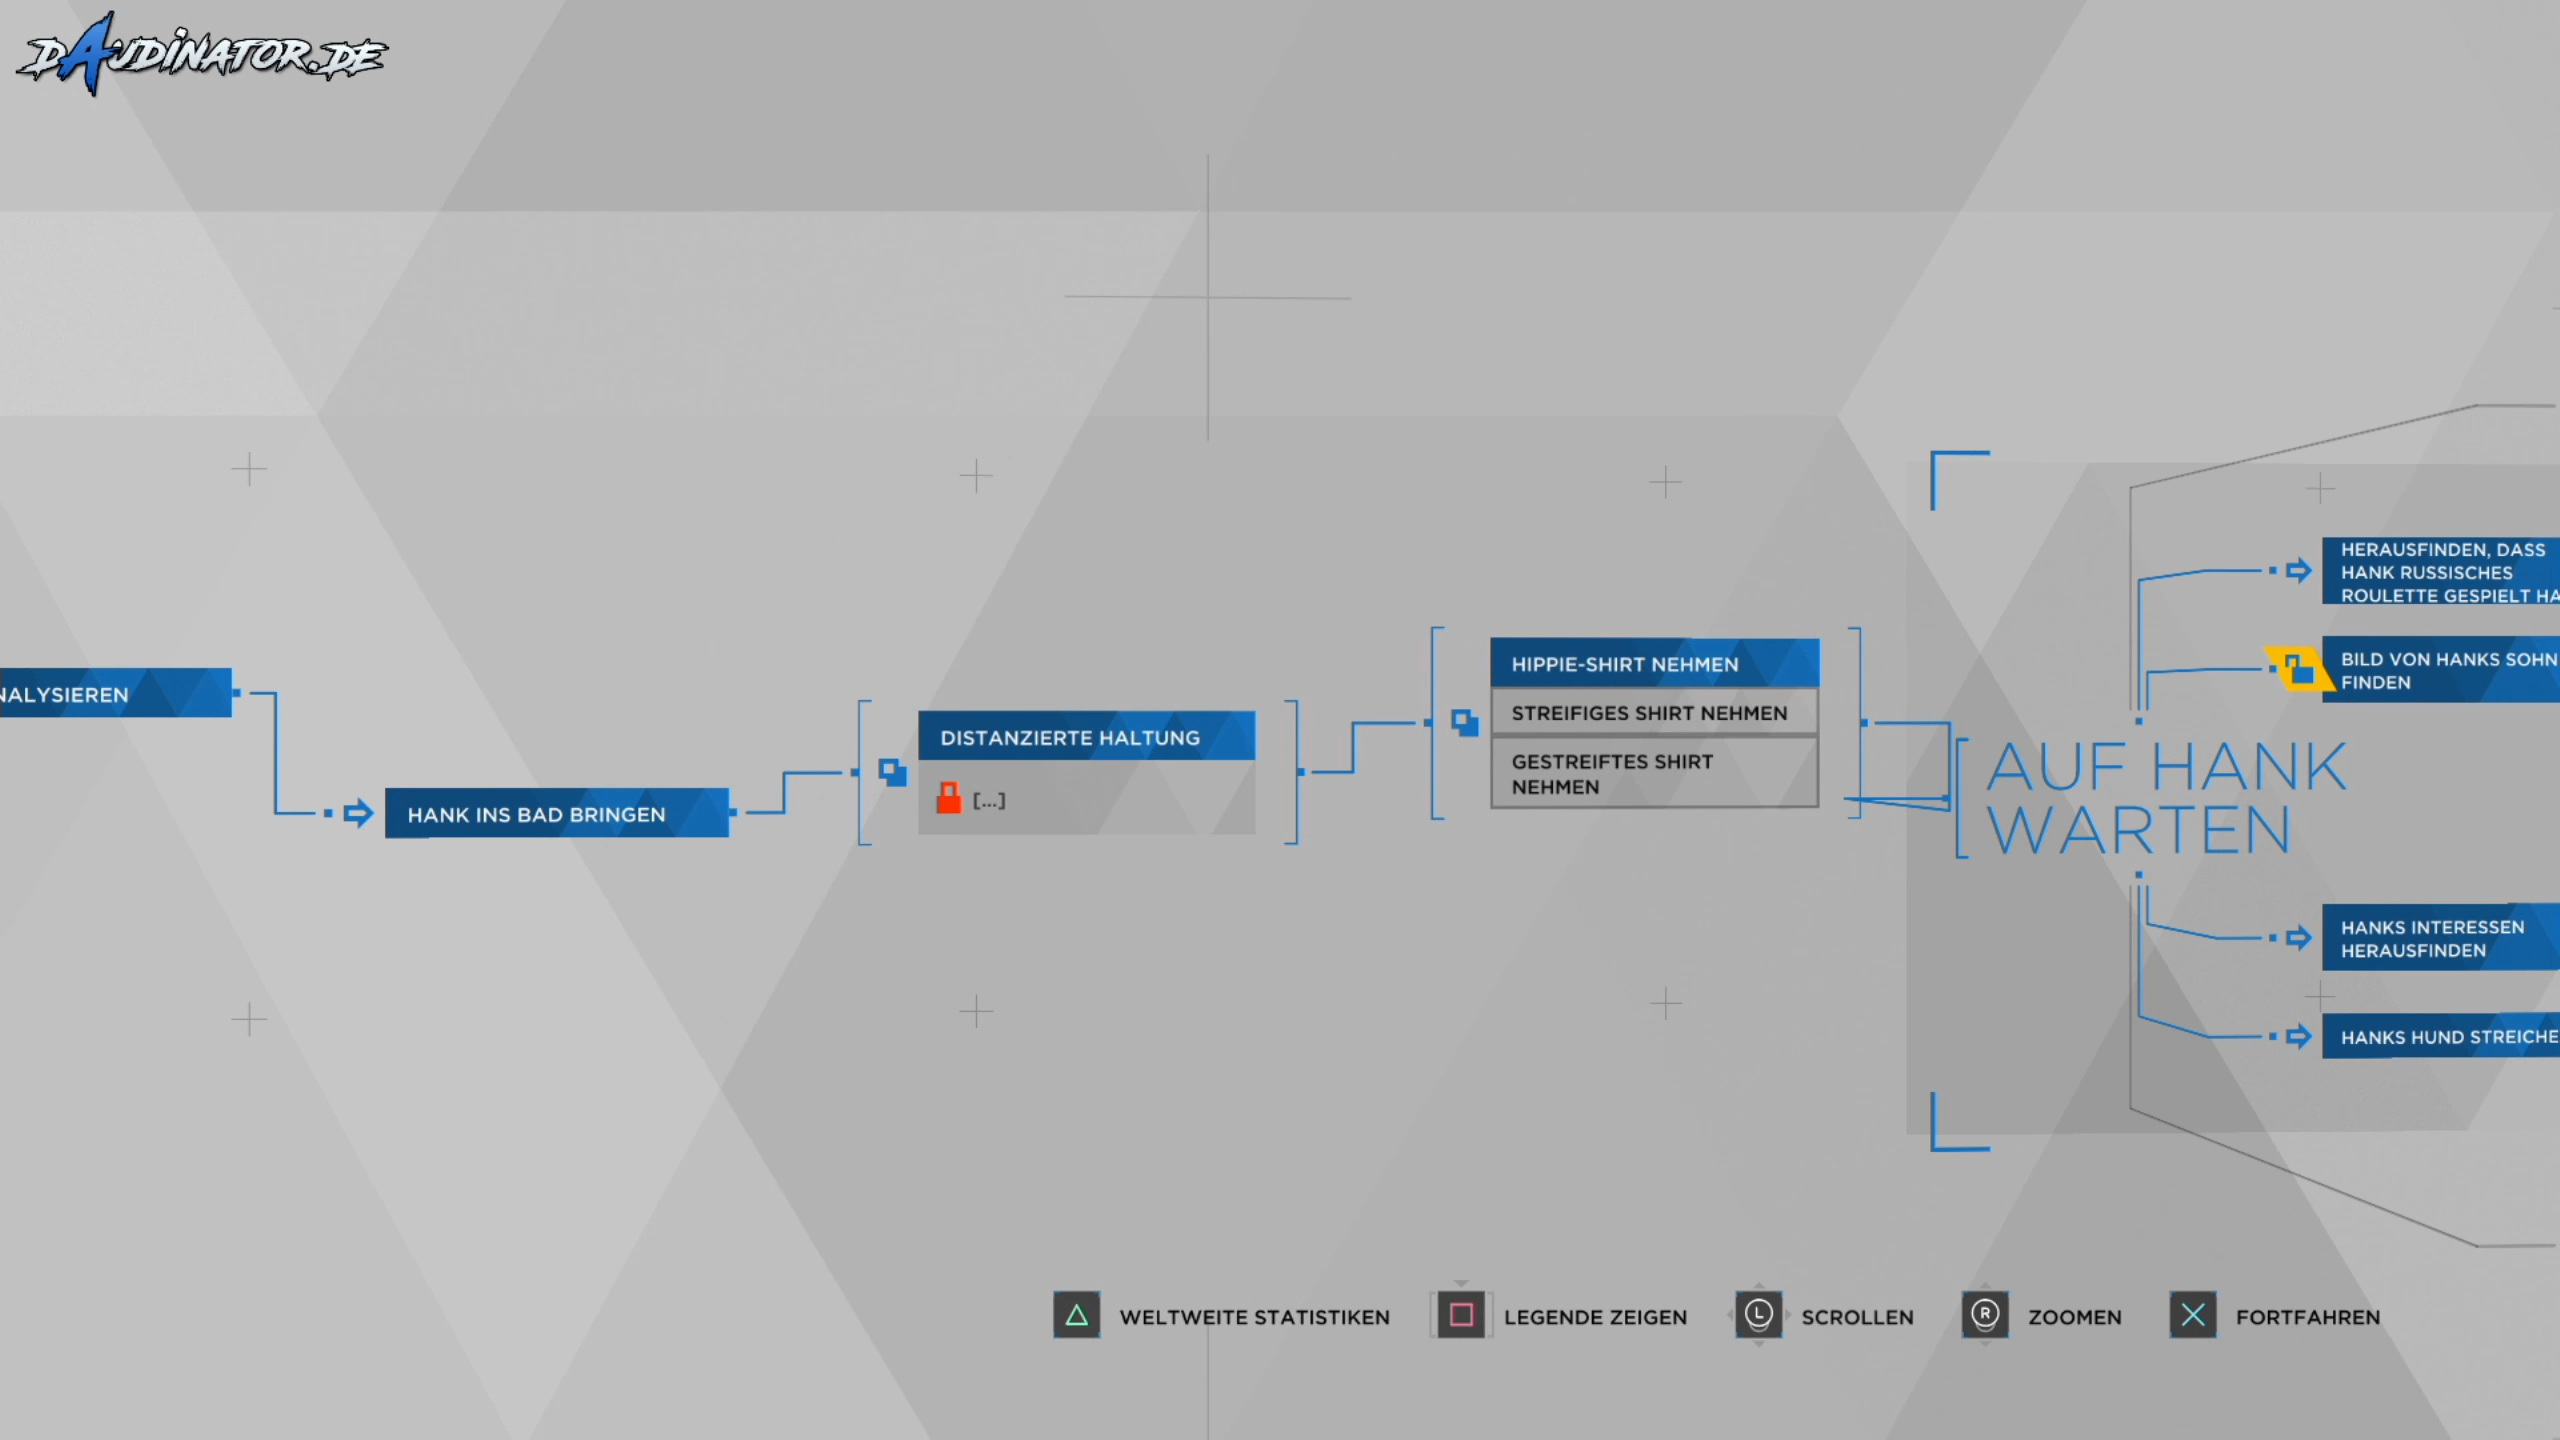 DAUDINATOR.DE
NALYSIEREN
HANK INS BAD BRINGEN
DISTANZIERTE HALTUNG
[...]
HIPPIE-SHIRT NEHMEN
STREIFIGES SHIRT NEHMEN
GESTREIFTES SHIRT
NEHMEN
AUF HANK
WARTEN
HERAUSFINDEN, DASS
HANK RUSSISCHES
ROULETTE GESPIELT HA
BILD VON HANKS SOHN
FINDEN
HANKS INTERESSEN
HERAUSFINDEN
HANKS HUND STREICHE
WELTWEITE STATISTIKEN
LEGENDE ZEIGEN
L SCROLLEN
R ZOOMEN
FORTFAHREN